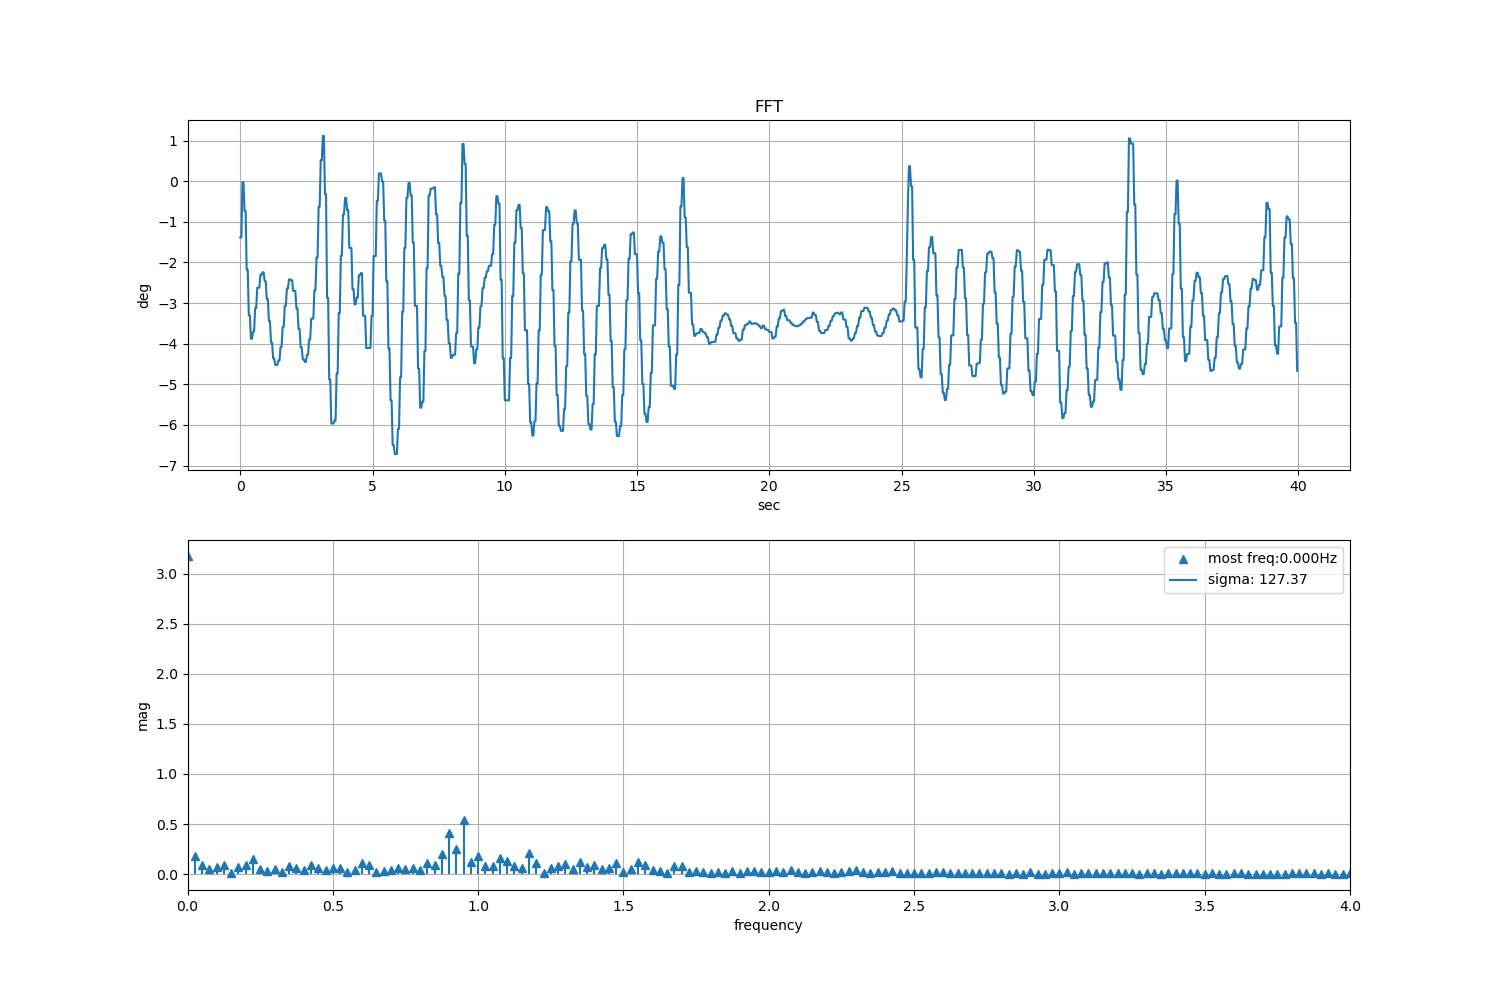 FFT
1
0
−1
−2
−3
−4
−5
−6
−7
deg
0 5 10 15 20 25 30 35 40
sec
most freq:0.000Hz
sigma: 127.37
3.0
2.5
2.0
1.5
1.0
0.5
0.0
mag
0.0 0.5 1.0 1.5 2.0 2.5 3.0 3.5 4.0
frequency